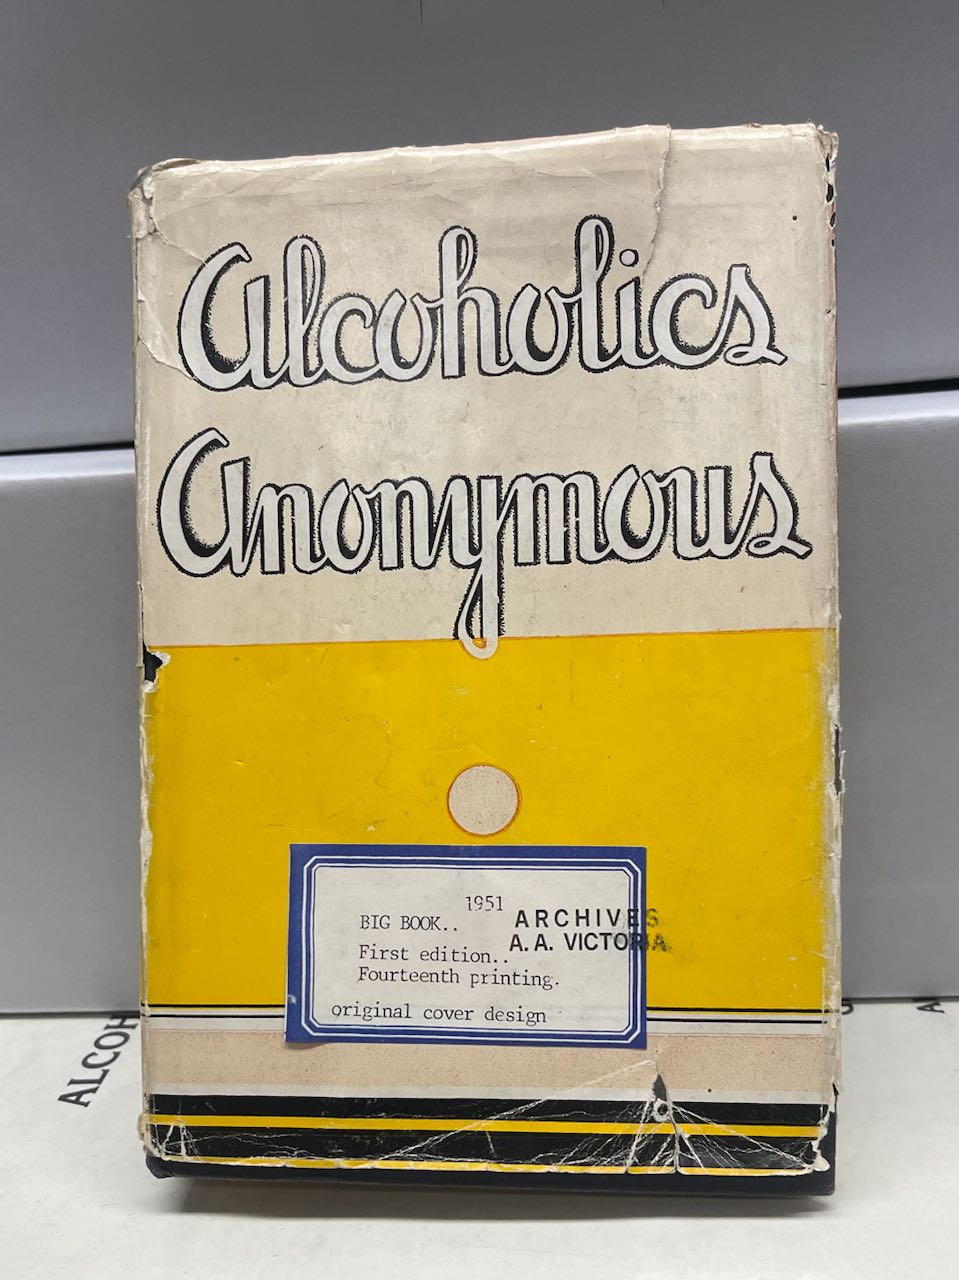 Alcoholics
Anonymous
1951
BIG BOOK..
ARCHIVES
A. A. VICTORIA
First edition..
Fourteenth printing.
original cover design
ALCOH